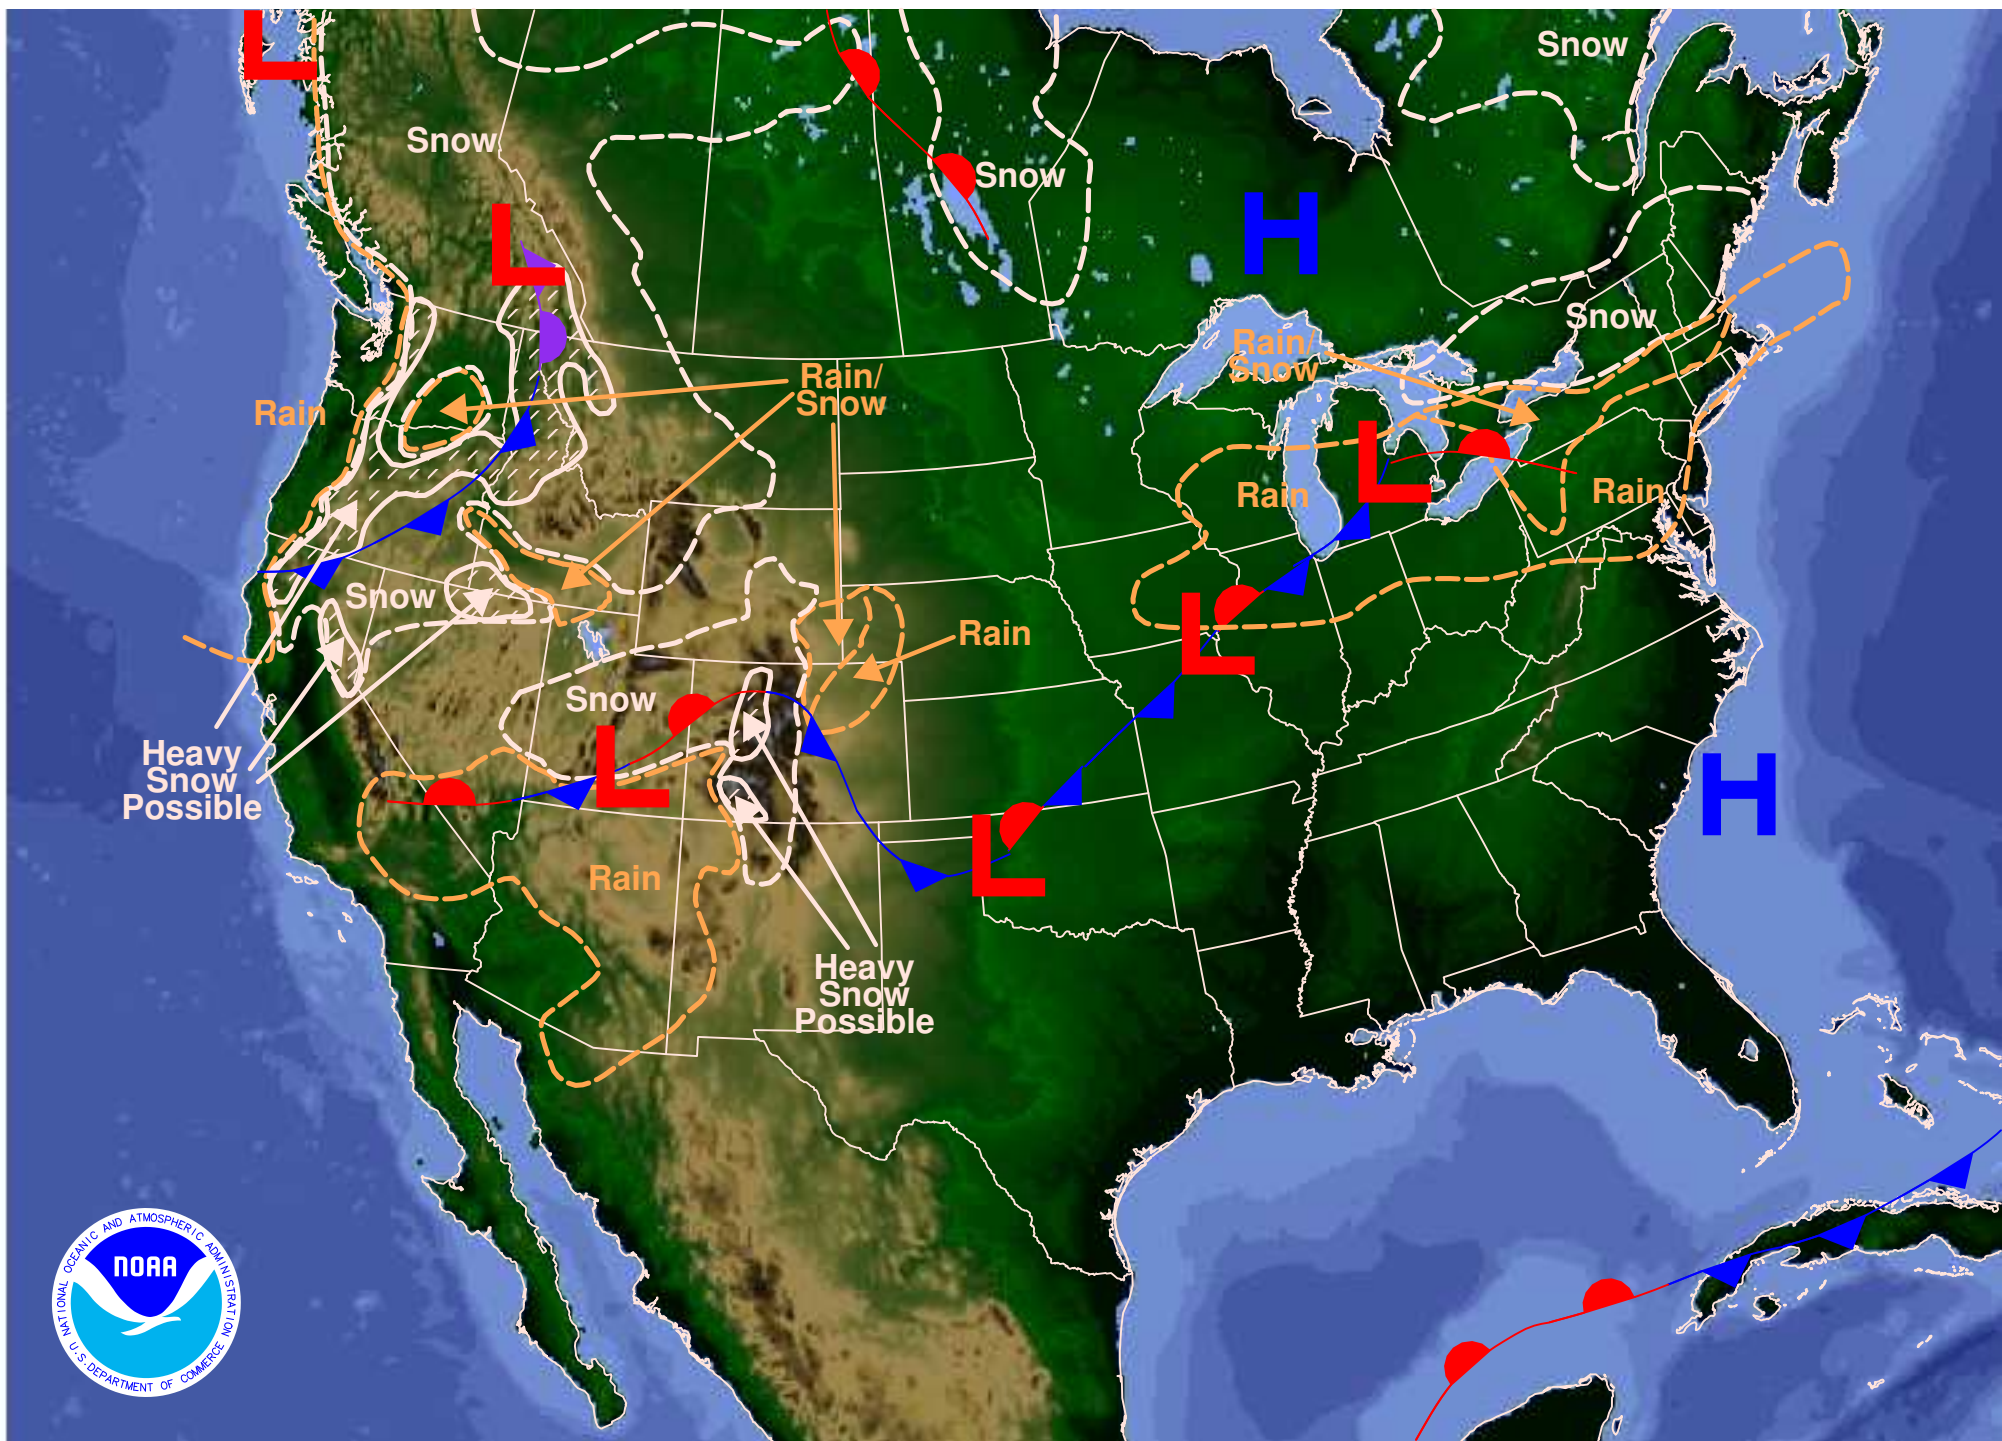 L
Snow
Snow
Snow
L
H
Snow
Rain/
Snow
Rain/
Snow
Rain
L
Rain
Rain
Snow
L
Rain
Snow
L
H
Heavy
Snow
Possible
L
Rain
Heavy
Snow
Possible
NATIONAL OCEANIC AND ATMOSPHERIC ADMINISTRATION
NOAA
U.S. DEPARTMENT OF COMMERCE